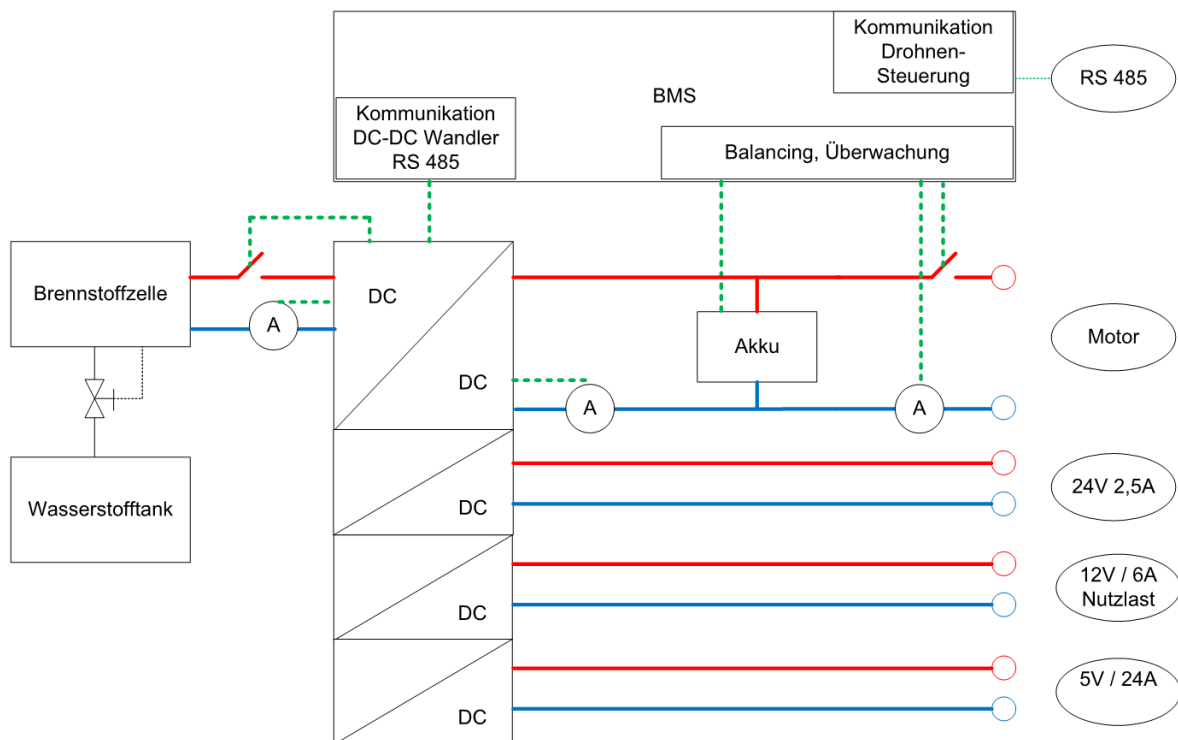 Kommunikation
Drohnen-
Steuerung
RS 485
BMS
Kommunikation
DC-DC Wandler
RS 485
Balancing, Überwachung
Brennstoffzelle
DC
A
Akku
Motor
DC
A
A
Wasserstofftank
24V 2,5A
DC
12V / 6A
Nutzlast
DC
5V / 24A
DC